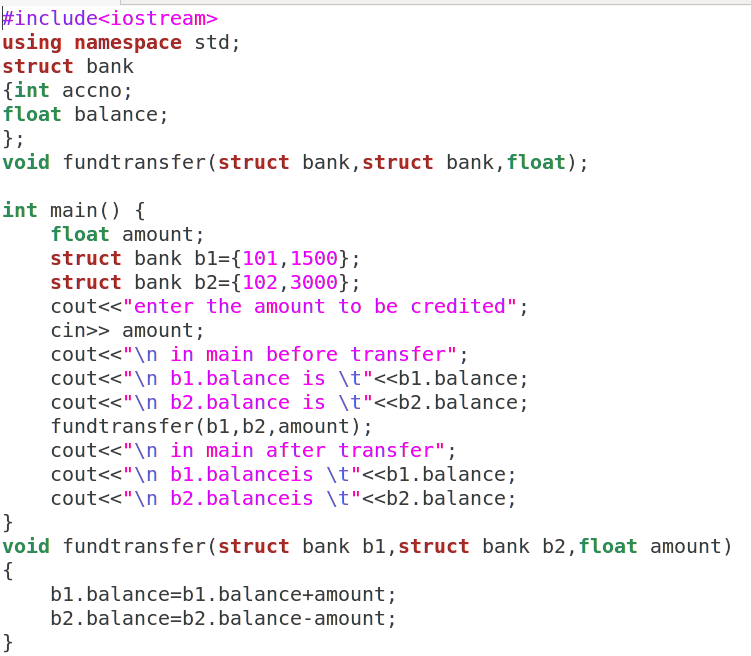 #include<iostream>
using namespace std;
struct bank
{int accno;
float balance;
};
void fundtransfer(struct bank,struct bank,float);

int main() {
    float amount;
    struct bank b1={101,1500};
    struct bank b2={102,3000};
    cout<<"enter the amount to be credited";
    cin>> amount;
    cout<<"\n in main before transfer";
    cout<<"\n b1.balance is \t"<<b1.balance;
    cout<<"\n b2.balance is \t"<<b2.balance;
    fundtransfer(b1,b2,amount);
    cout<<"\n in main after transfer";
    cout<<"\n b1.balanceis \t"<<b1.balance;
    cout<<"\n b2.balanceis \t"<<b2.balance;
}
void fundtransfer(struct bank b1,struct bank b2,float amount)
{
    b1.balance=b1.balance+amount;
    b2.balance=b2.balance-amount;
}